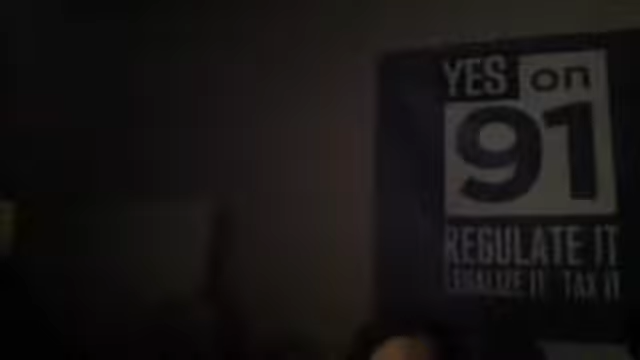 YES on
91
REGULATE IT
LEGALIZE IT TAX IT